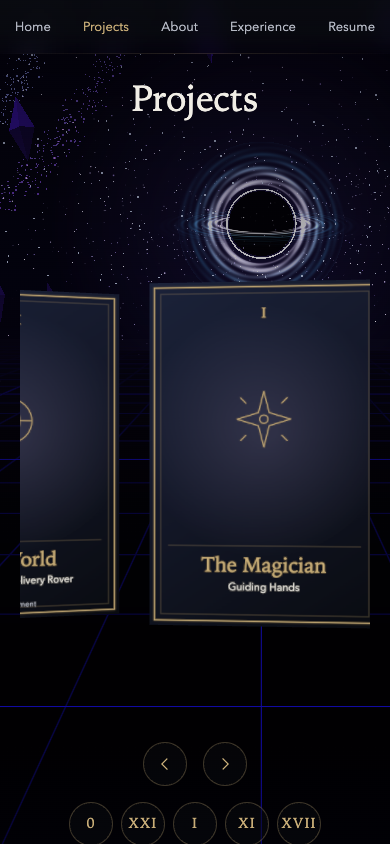 Home Projects About Experience Resume
Projects
I
The Magician
Guiding Hands
0 XXI I XI XVII